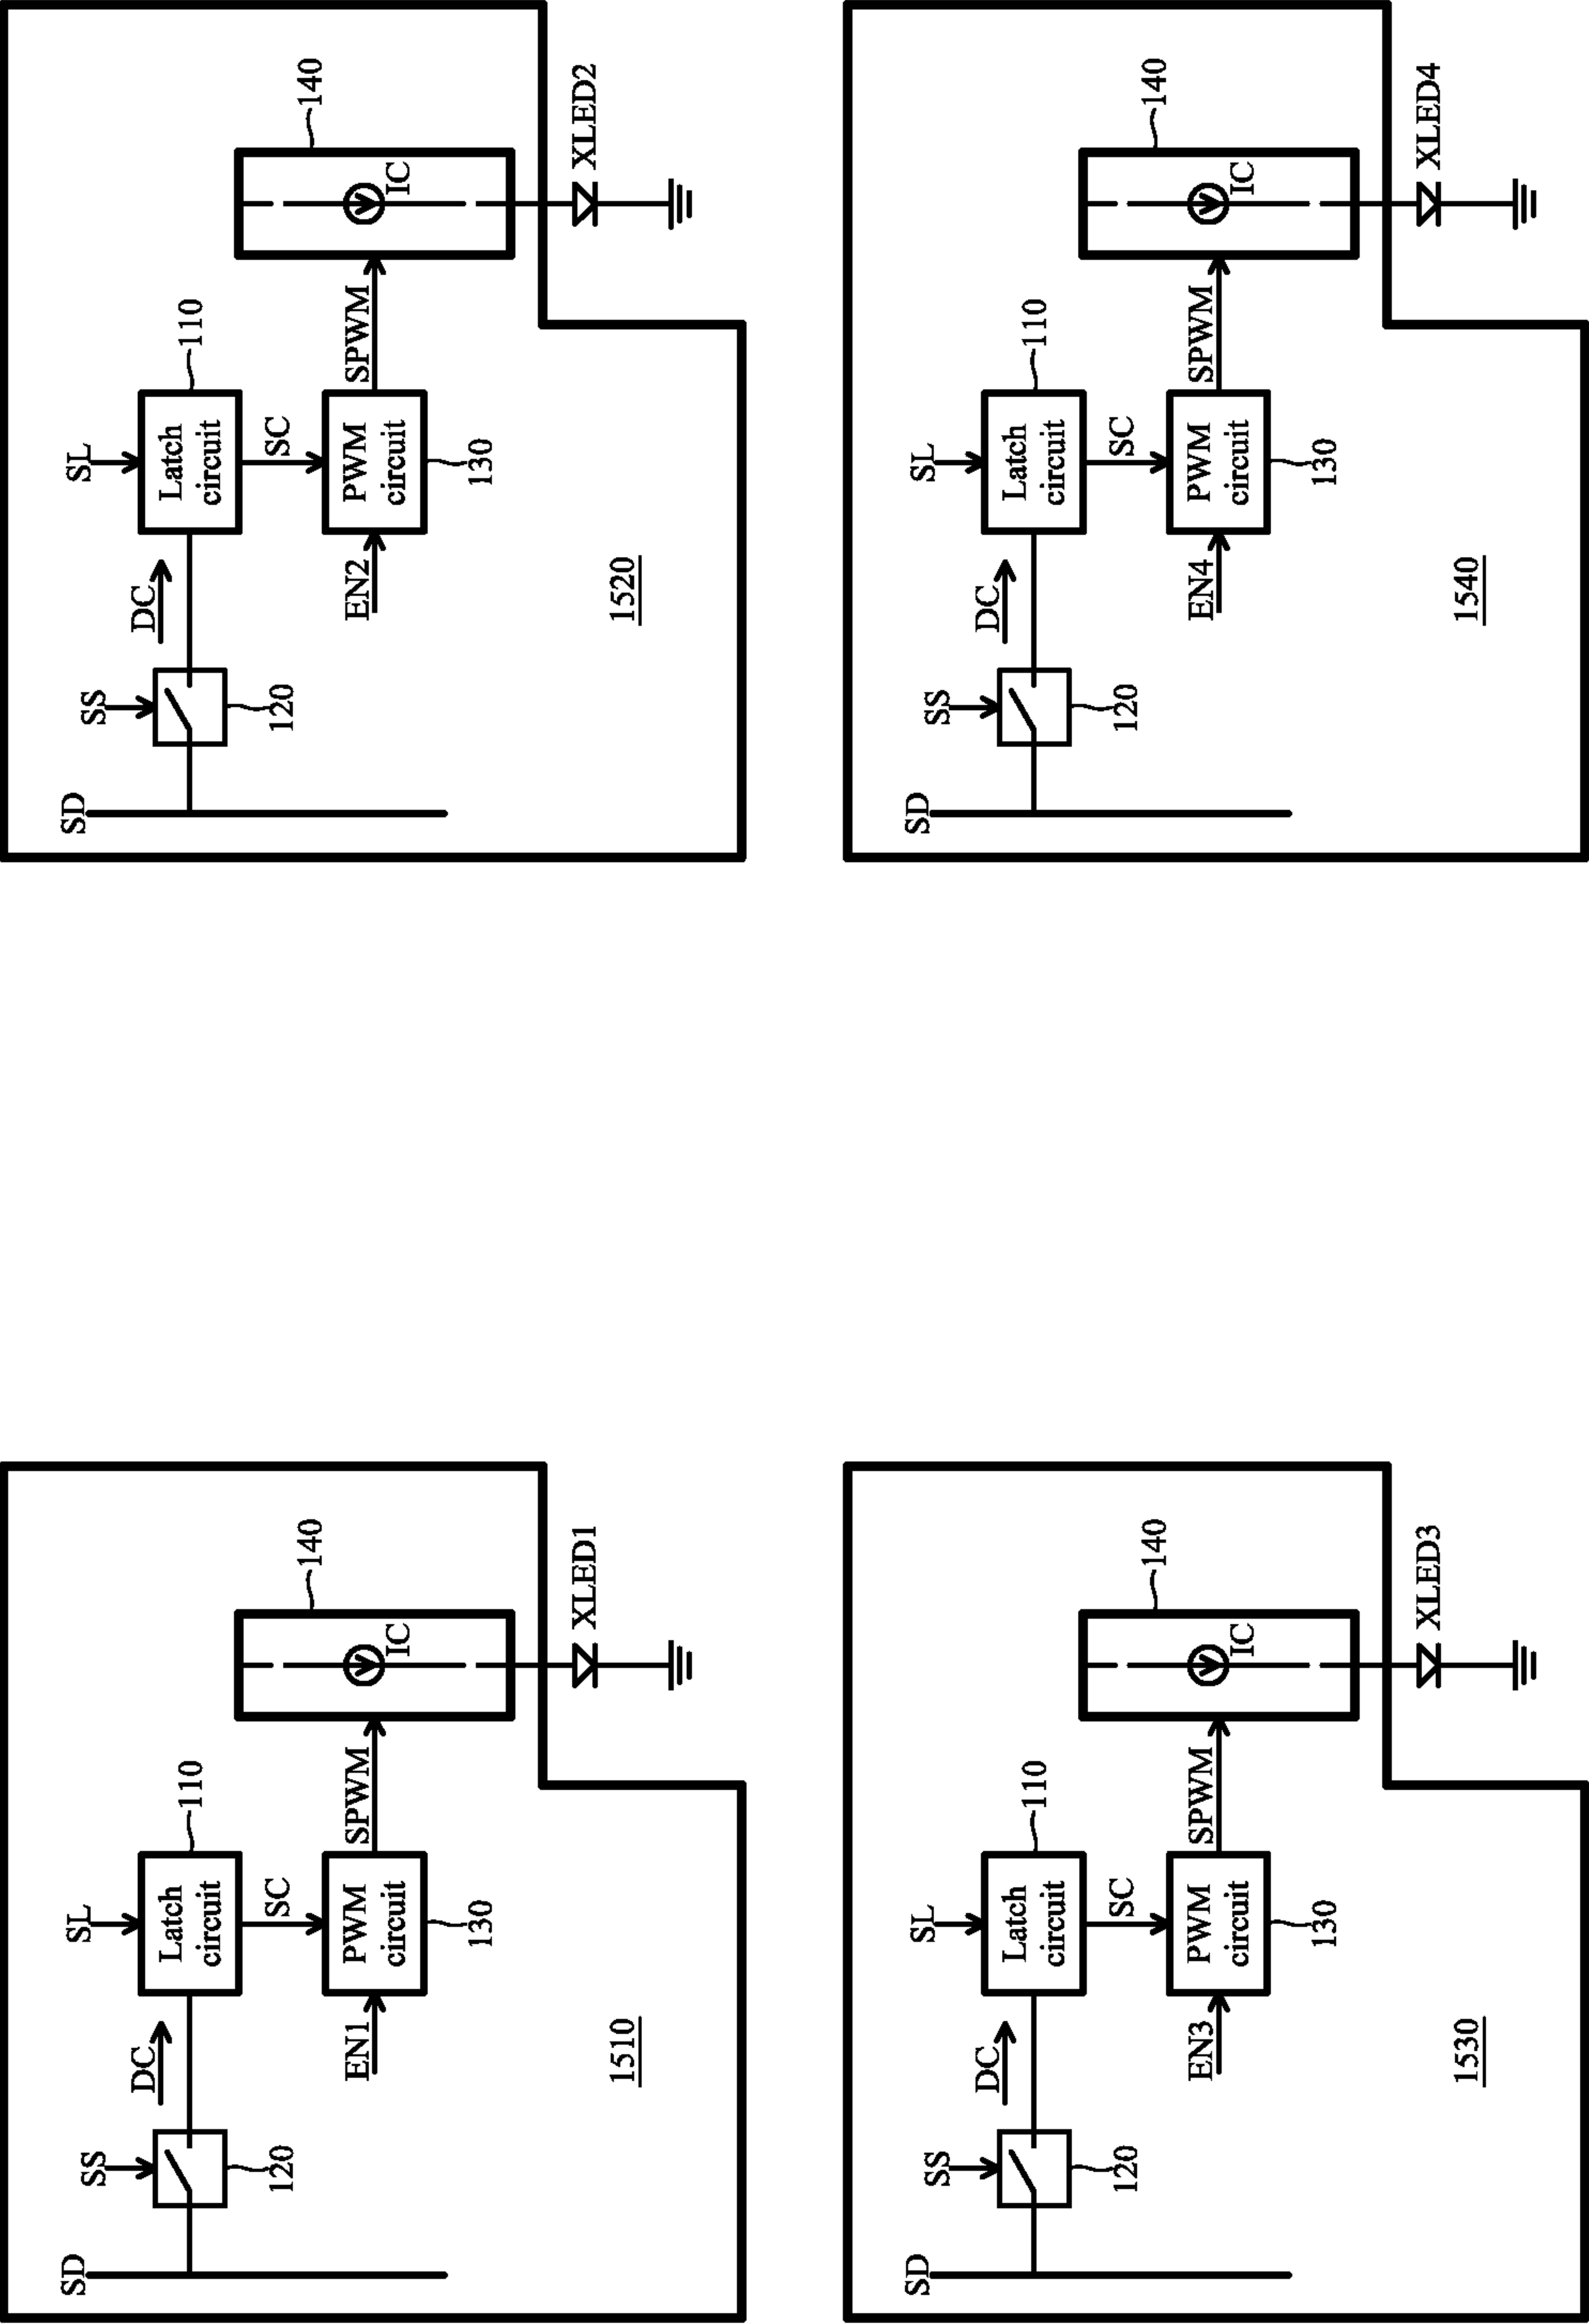 SD
SS
SL
DC
120
Latch
circuit
110
SC
EN1
PWM
circuit
130
SPWM
140
IC
XLED1
1510
SD
SS
SL
DC
120
Latch
circuit
110
SC
EN2
PWM
circuit
130
SPWM
140
IC
XLED2
1520
SD
SS
SL
DC
120
Latch
circuit
110
SC
EN3
PWM
circuit
130
SPWM
140
IC
XLED3
1530
SD
SS
SL
DC
120
Latch
circuit
110
SC
EN4
PWM
circuit
130
SPWM
140
IC
XLED4
1540